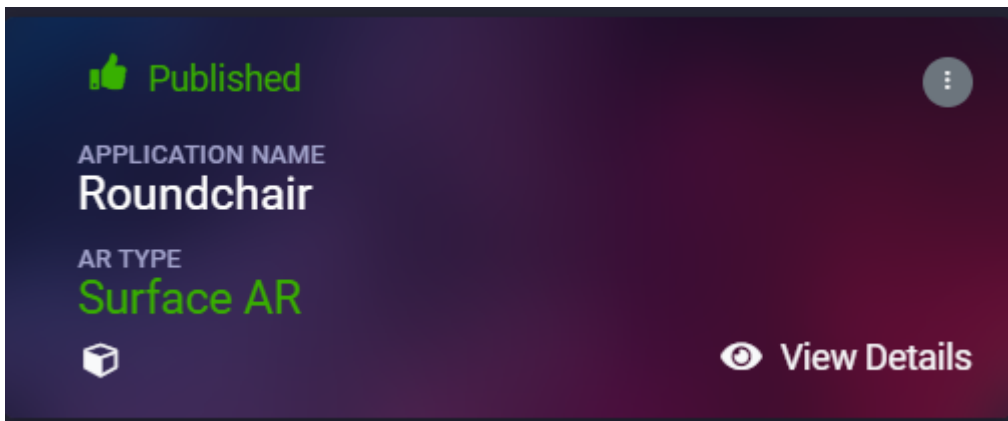 Published
APPLICATION NAME
Roundchair
AR TYPE
Surface AR
View Details